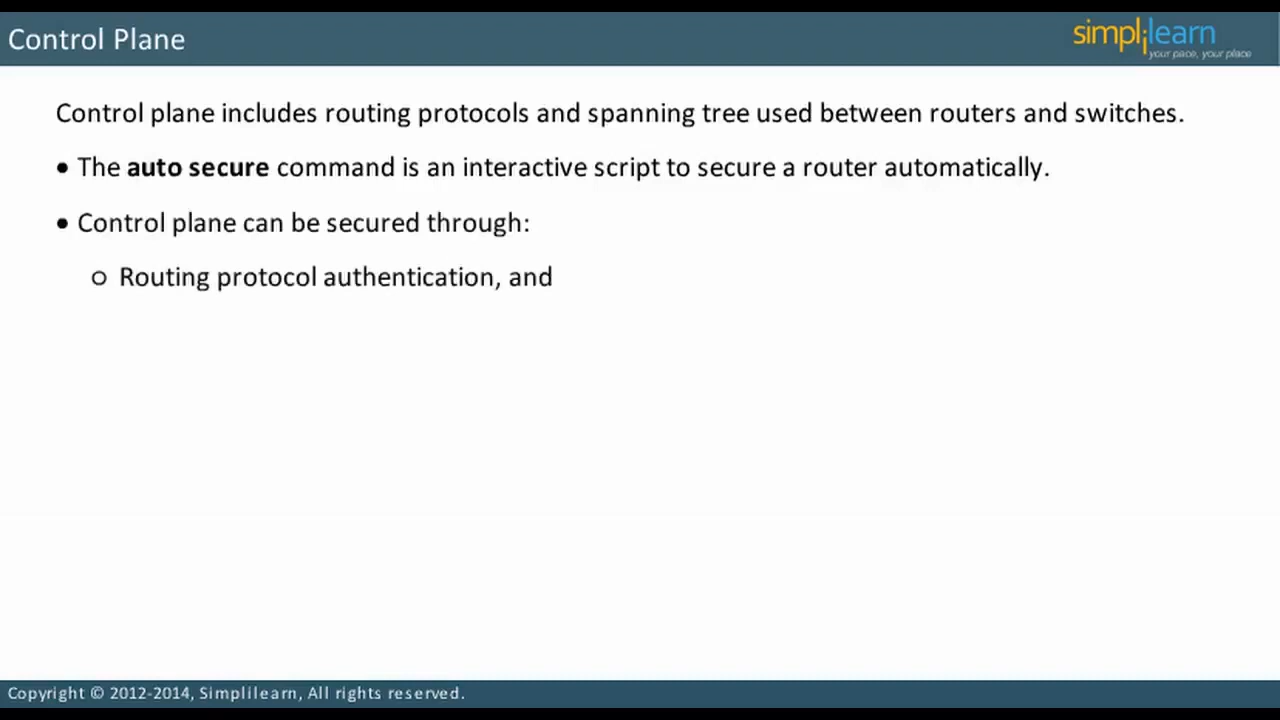 Control Plane
simplilearn
your pace, your place
Control plane includes routing protocols and spanning tree used between routers and switches.
• The auto secure command is an interactive script to secure a router automatically.
• Control plane can be secured through:
o Routing protocol authentication, and
Copyright © 2012-2014, Simplilearn, All rights reserved.